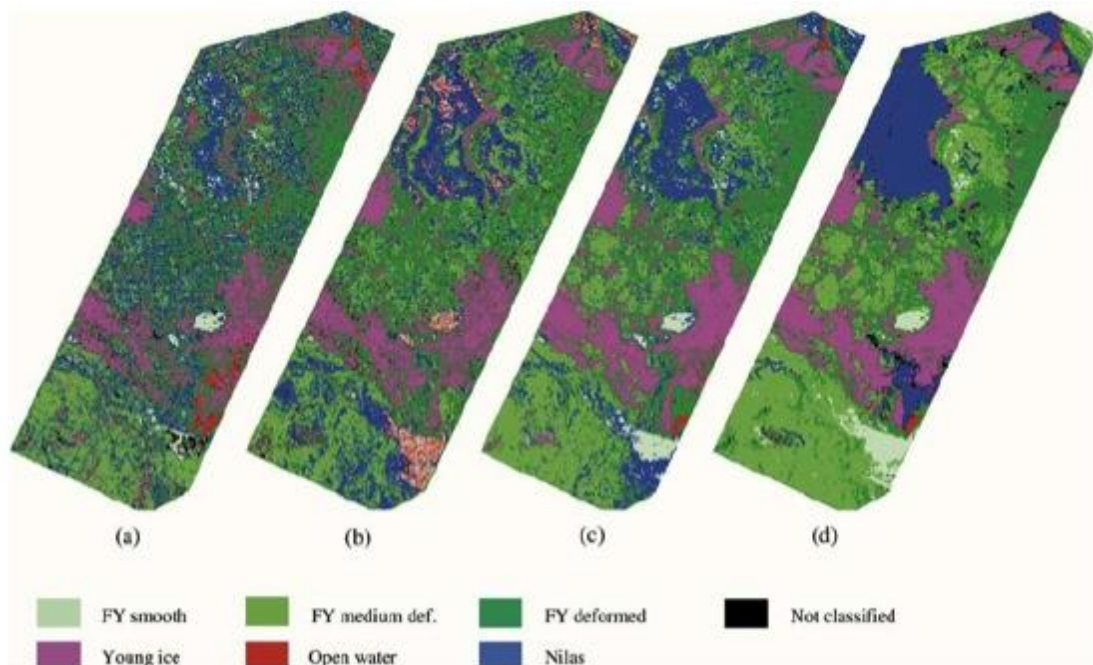 (a) (b) (c) (d)
FY smooth FY medium def. FY deformed Not classified
Young ice Open water Nilas